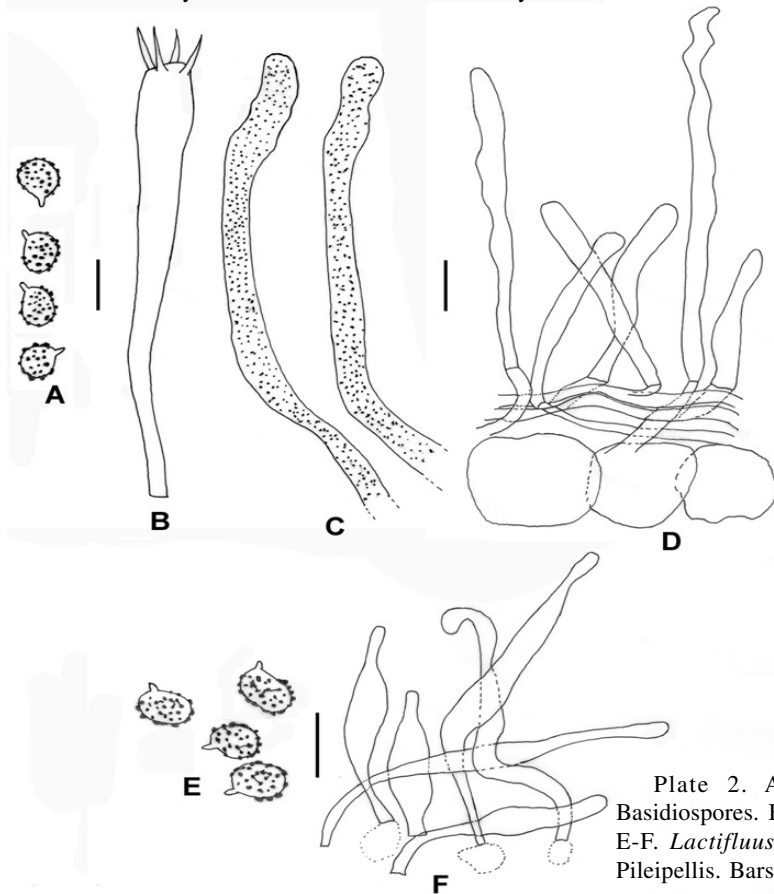 A
B
C
D
E
F
Plate 2. A
Basidiospores.
E-F. Lactifluus
Pileipellis. Bars